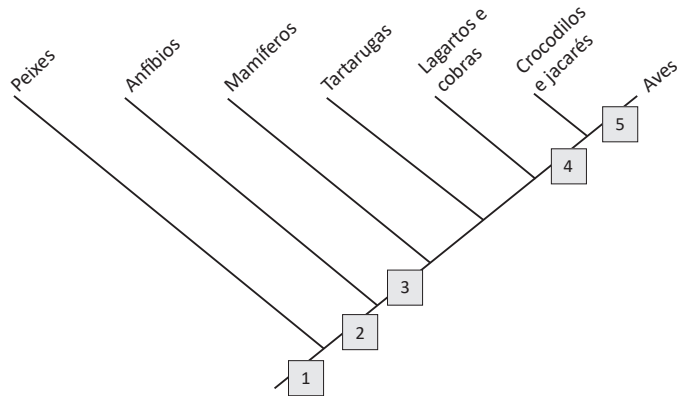 Peixes
Anfíbios
Mamíferos
Tartarugas
Lagartos e
cobras
Crocodilos
e jacarés
Aves
5
4
3
2
1